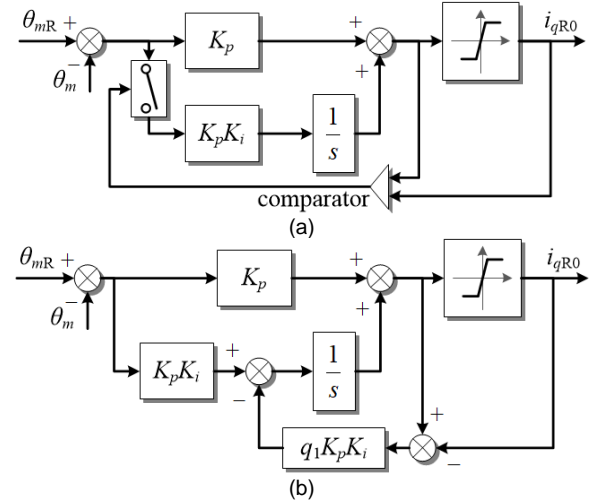 θmR + Kp + iqR0
θm − +
KpKi 1/s
comparator
(a)
θmR + Kp + iqR0
θm − +
KpKi + − 1/s
+
q1KpKi −
(b)